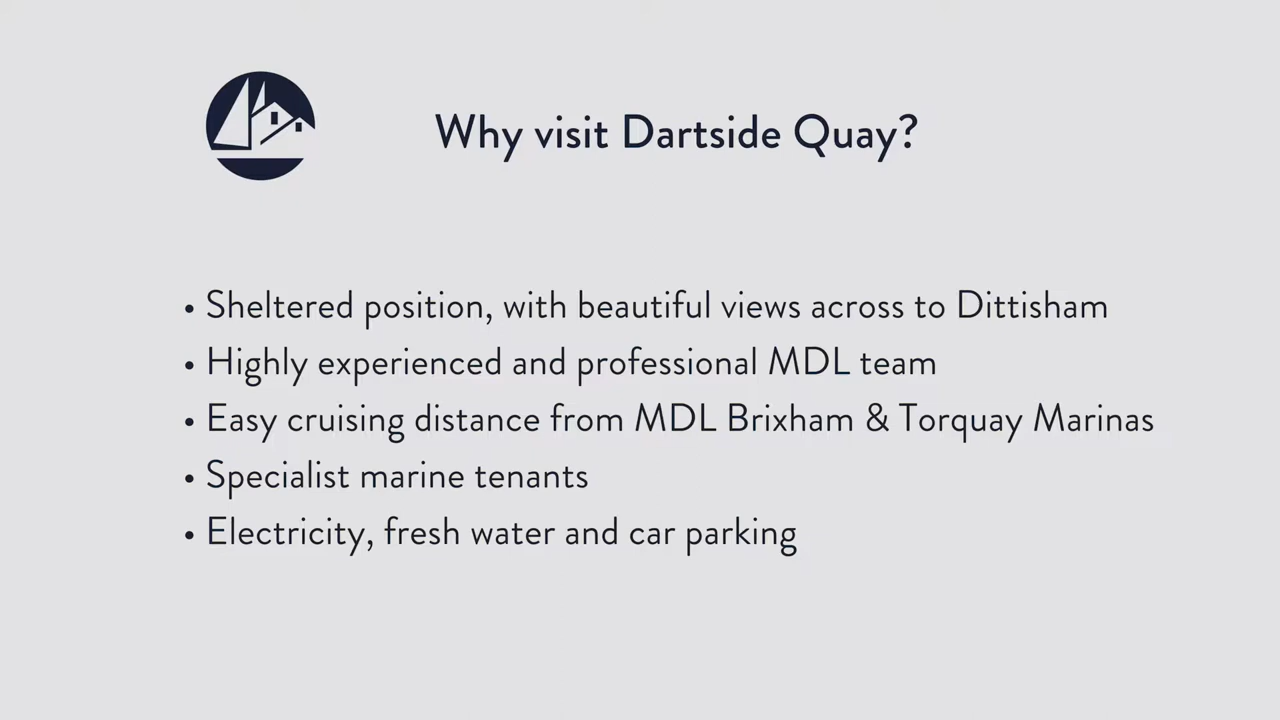 Why visit Dartside Quay?
• Sheltered position, with beautiful views across to Dittisham
• Highly experienced and professional MDL team
• Easy cruising distance from MDL Brixham & Torquay Marinas
• Specialist marine tenants
• Electricity, fresh water and car parking